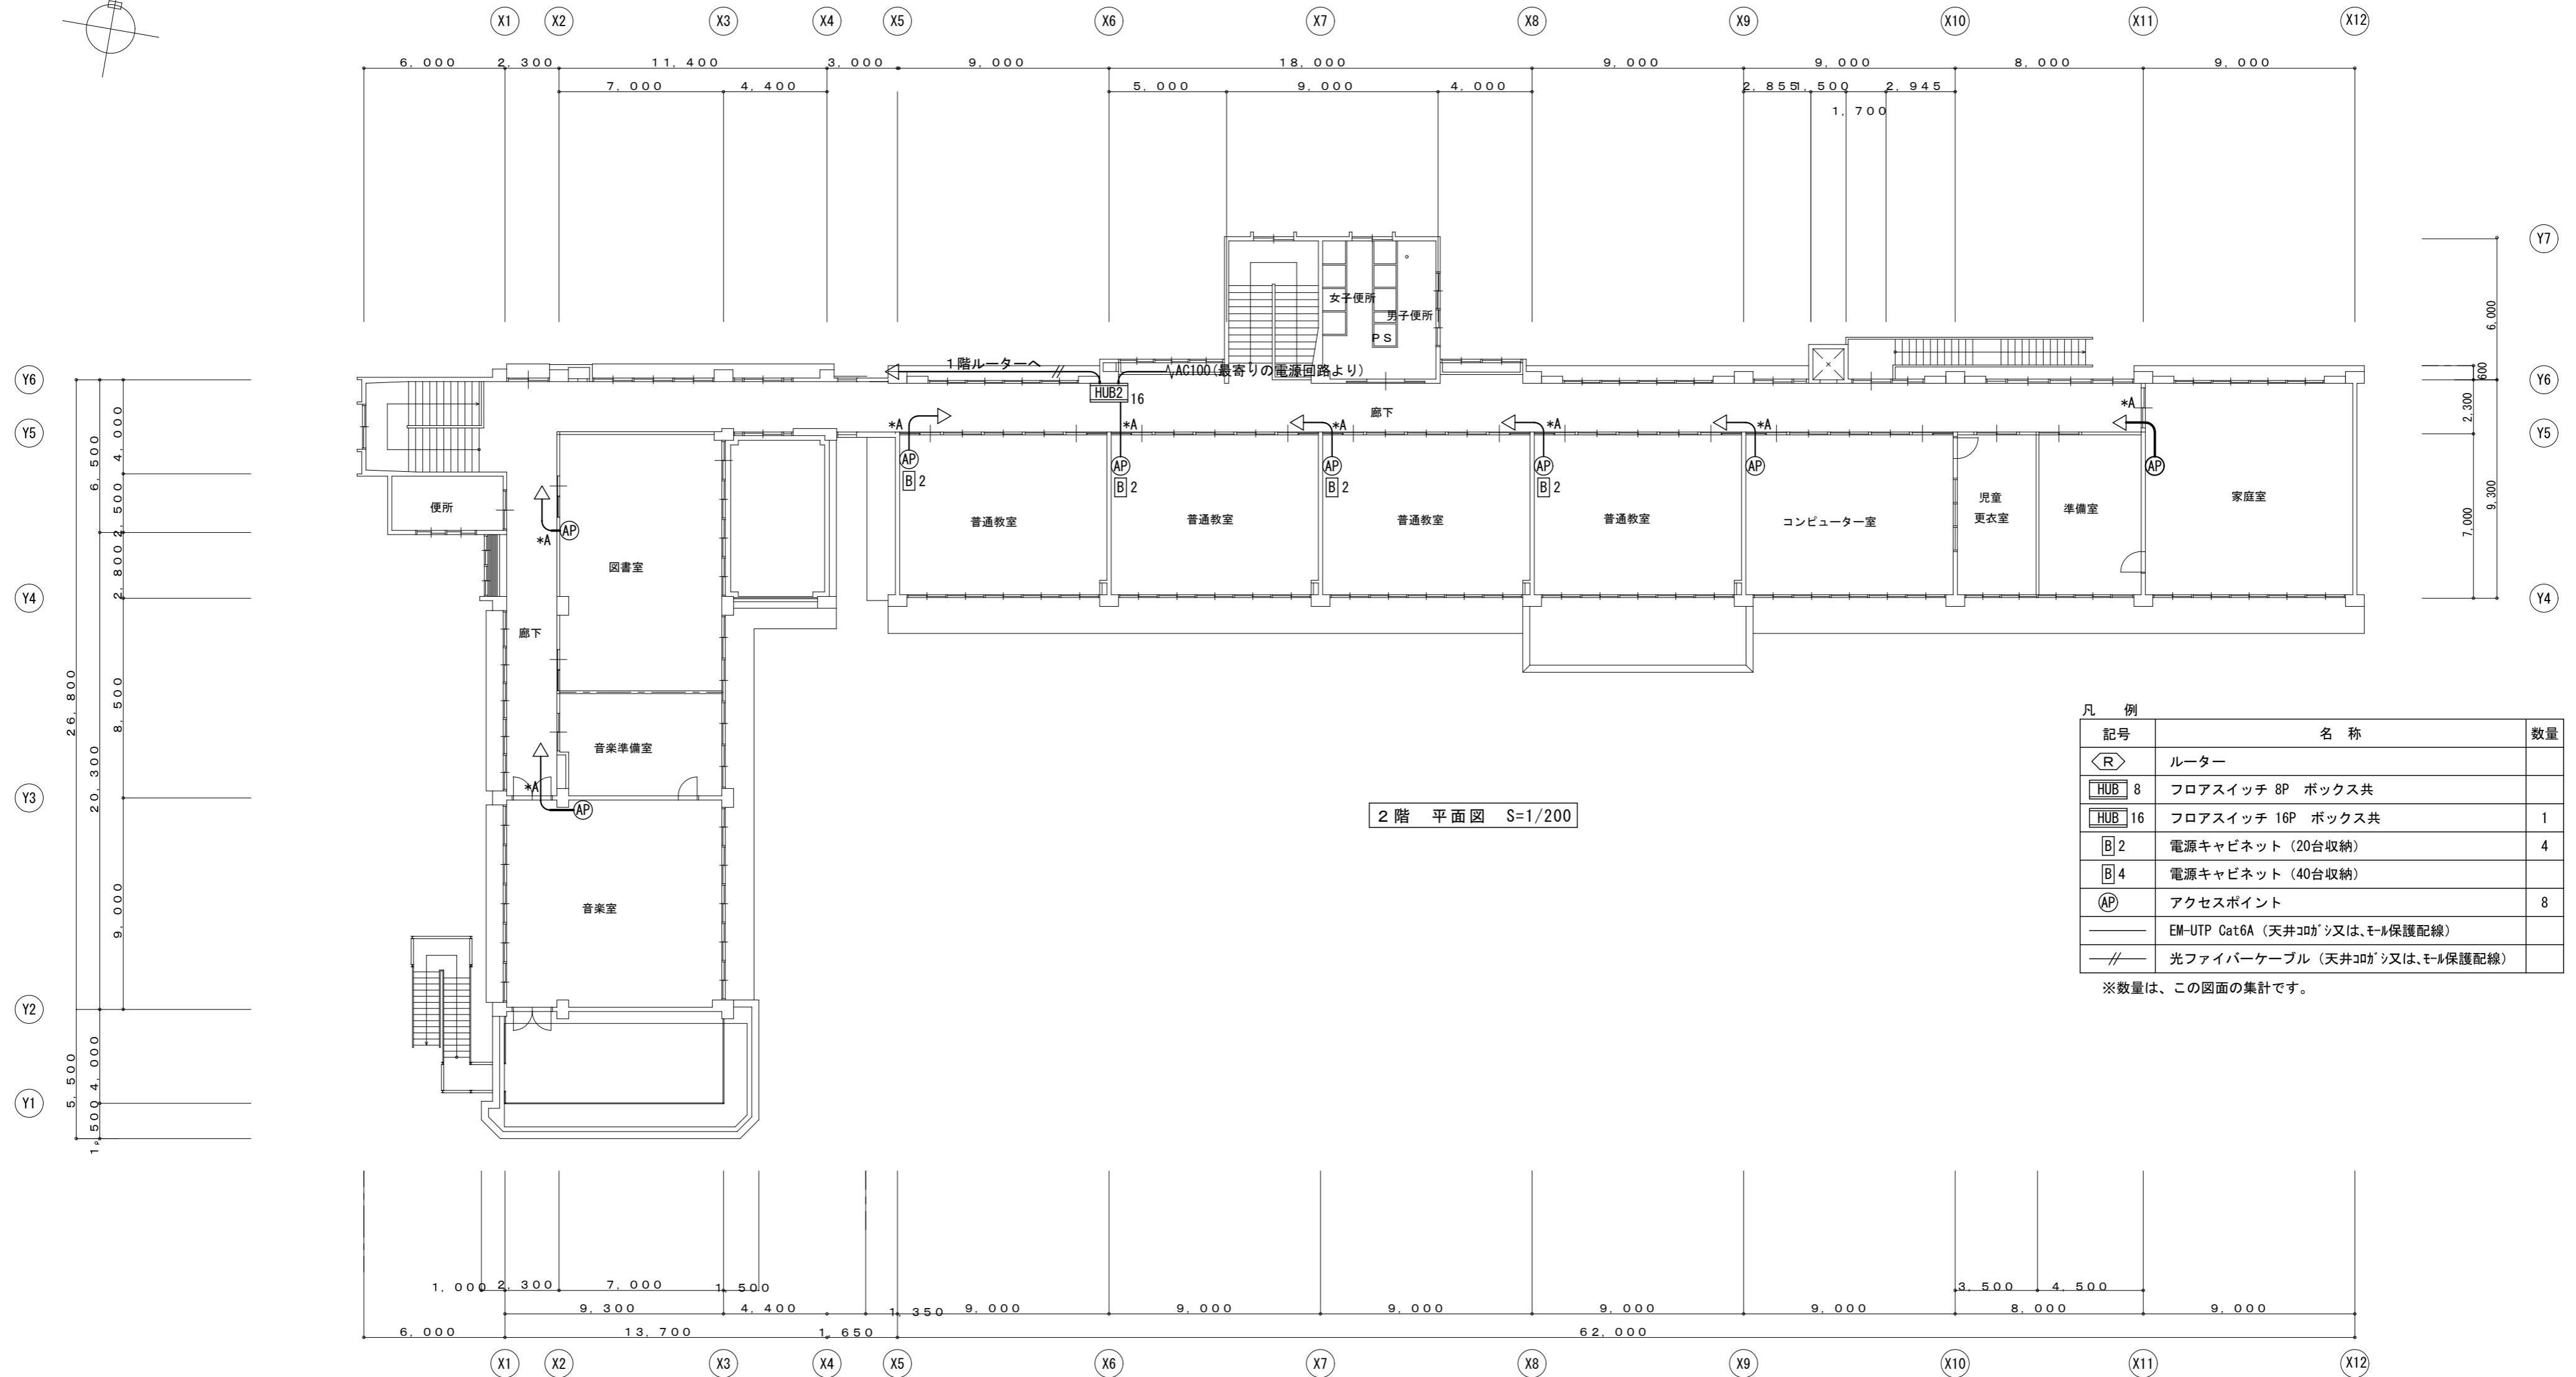 X1 X2 X3 X4 X5 X6 X7 X8 X9 X10 X11 X12
6,000 2,300 11,400 3,000 9,000 18,000 9,000 9,000 8,000 9,000
7,000 4,400 5,000 9,000 4,000 2,855 1,500 2,945
1,700
Y7
女子便所
男子便所
PS
6,000
600
2,300
7,000
9,300
1階ルーターへ
AC100(最寄りの電源回路より)
Y6
Y6
HUB2 16
廊下
Y5
Y5
*A *A *A *A *A *A
AP AP AP AP AP AP
B 2 B 2 B 2 B 2
便所
*A AP
図書室
普通教室 普通教室 普通教室 普通教室 コンピューター室
児童
更衣室
準備室
家庭室
Y4
Y4
廊下
音楽準備室
*A AP
Y3
音楽室
Y2
Y1
6,500
4,000
2,500
2,800
26,800
8,500
20,300
9,000
5,500
4,000
1,500
2階 平面図 S=1/200
凡 例
記号 名 称 数量
R ルーター
HUB 8 フロアスイッチ 8P ボックス共
HUB 16 フロアスイッチ 16P ボックス共 1
B 2 電源キャビネット（20台収納） 4
B 4 電源キャビネット（40台収納）
AP アクセスポイント 8
EM-UTP Cat6A（天井ｺﾛｶﾞｼ又は、ﾓｰﾙ保護配線）
光ファイバーケーブル（天井ｺﾛｶﾞｼ又は、ﾓｰﾙ保護配線）
※数量は、この図面の集計です。
1,000 2,300 7,000 1,500 3,500 4,500
9,300 4,400 1,350 9,000 9,000 9,000 9,000 9,000 8,000 9,000
6,000 13,700 1,650 62,000
X1 X2 X3 X4 X5 X6 X7 X8 X9 X10 X11 X12